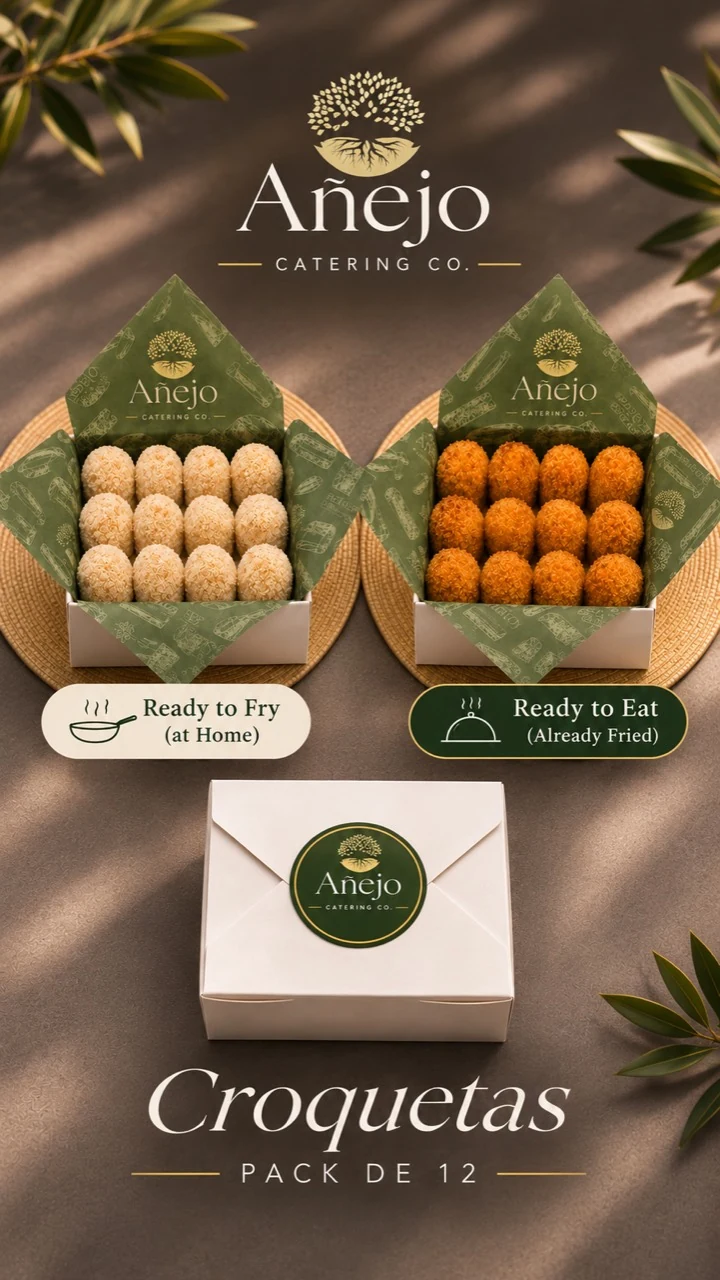 Añejo
CATERING CO.
Añejo
CATERING CO.
Añejo
CATERING CO.
Ready to Fry
(at Home)
Ready to Eat
(Already Fried)
Añejo
CATERING CO.
Croquetas
PACK DE 12